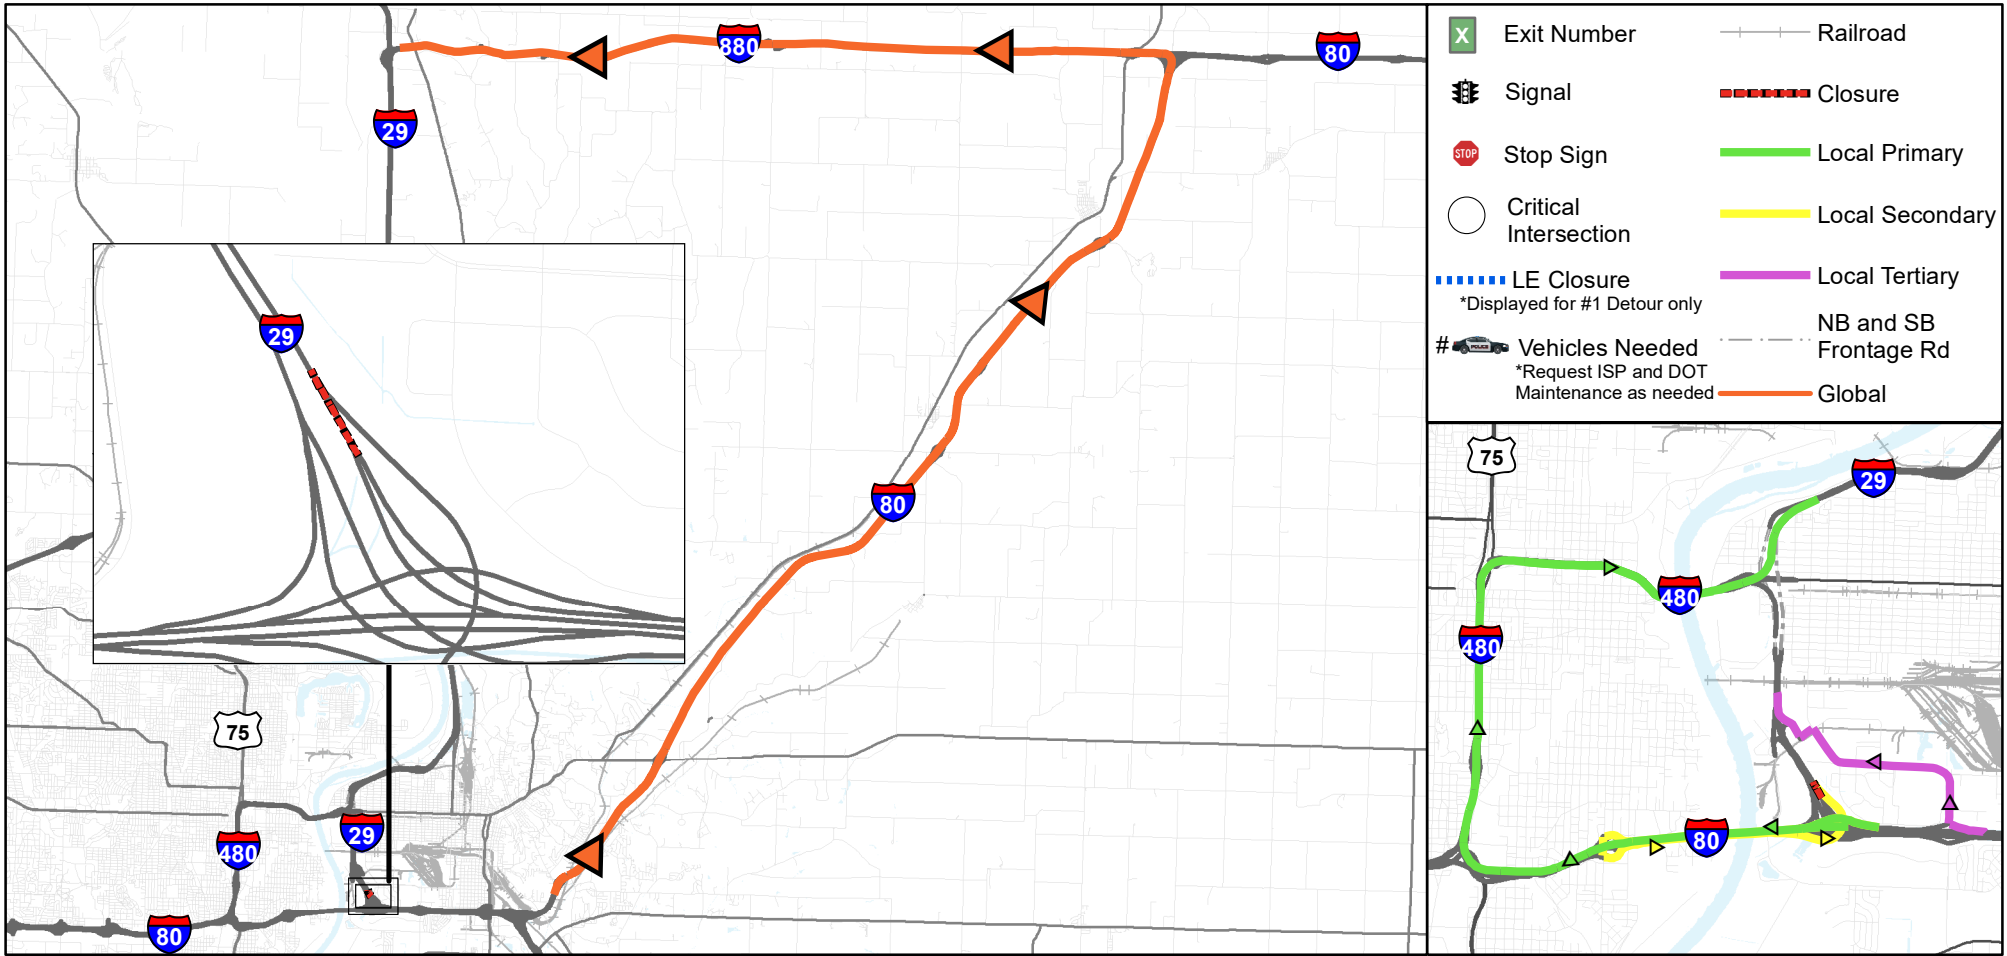 880
80
29
29
80
75
29
480
80
X Exit Number
Signal
STOP Stop Sign
Critical
Intersection
LE Closure
*Displayed for #1 Detour only
# POLICE Vehicles Needed
*Request ISP and DOT
Maintenance as needed
Railroad
Closure
Local Primary
Local Secondary
Local Tertiary
NB and SB
Frontage Rd
Global
75
29
480
480
80